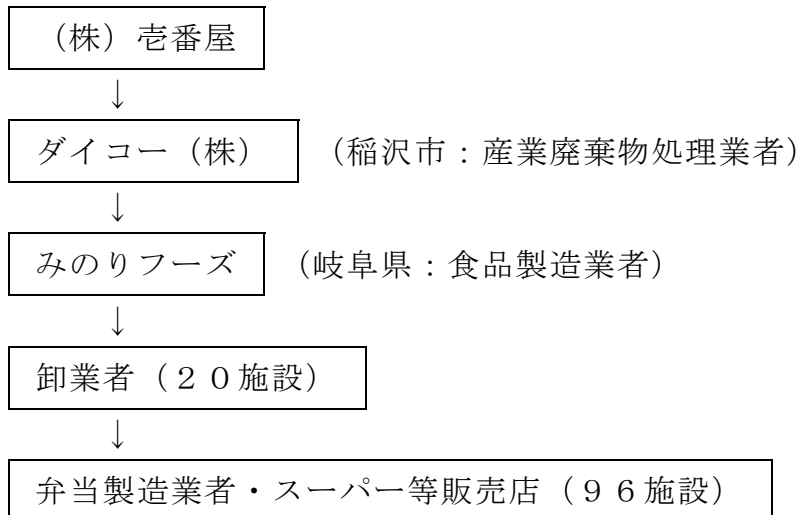 （株）壱番屋
↓
ダイコー（株） （稲沢市：産業廃棄物処理業者）
↓
みのりフーズ （岐阜県：食品製造業者）
↓
卸業者（２０施設）
↓
弁当製造業者・スーパー等販売店（９６施設）